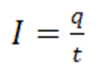 I = q/t